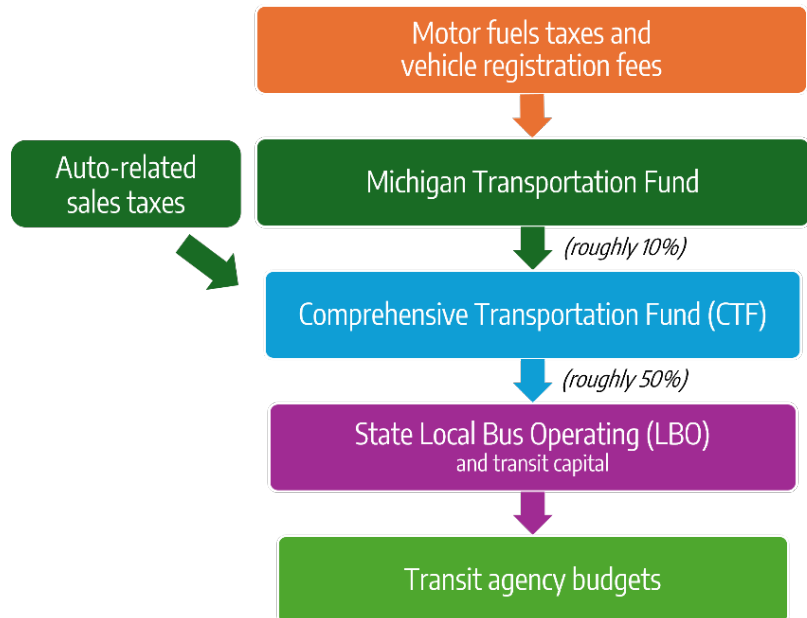 Motor fuels taxes and
vehicle registration fees
Auto-related
sales taxes
Michigan Transportation Fund
(roughly 10%)
Comprehensive Transportation Fund (CTF)
(roughly 50%)
State Local Bus Operating (LBO)
and transit capital
Transit agency budgets